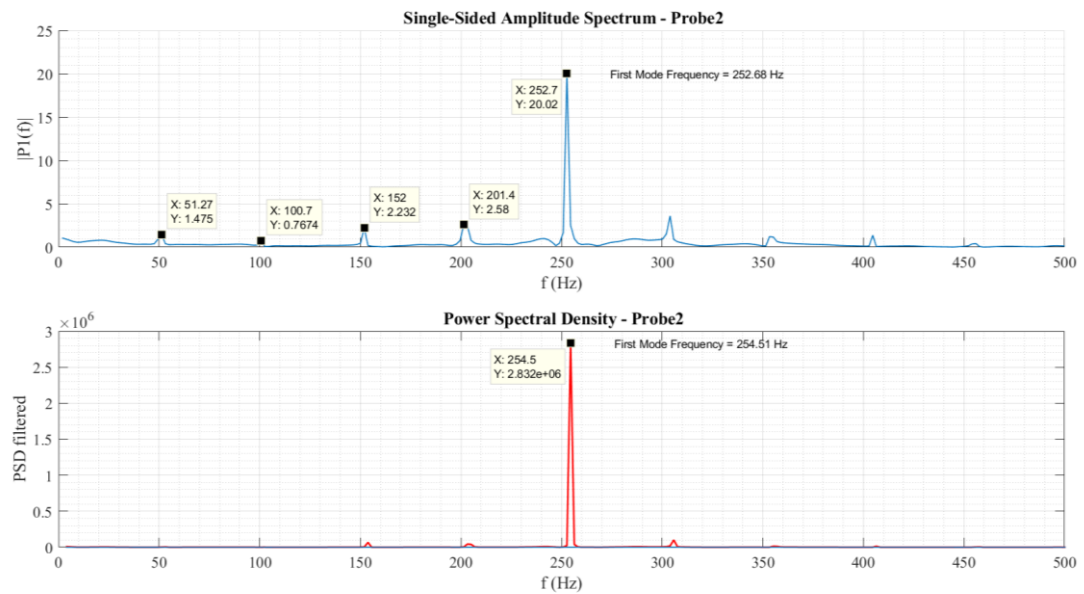 Single-Sided Amplitude Spectrum - Probe2
25
20
15
10
5
0
|P1(f)|
First Mode Frequency = 252.68 Hz
X: 252.7
Y: 20.02
X: 51.27
Y: 1.475
X: 100.7
Y: 0.7674
X: 152
Y: 2.232
X: 201.4
Y: 2.58
0 50 100 150 200 250 300 350 400 450 500
f (Hz)
×10^6
Power Spectral Density - Probe2
3
2.5
2
1.5
1
0.5
0
PSD filtered
First Mode Frequency = 254.51 Hz
X: 254.5
Y: 2.832e+06
0 50 100 150 200 250 300 350 400 450 500
f (Hz)